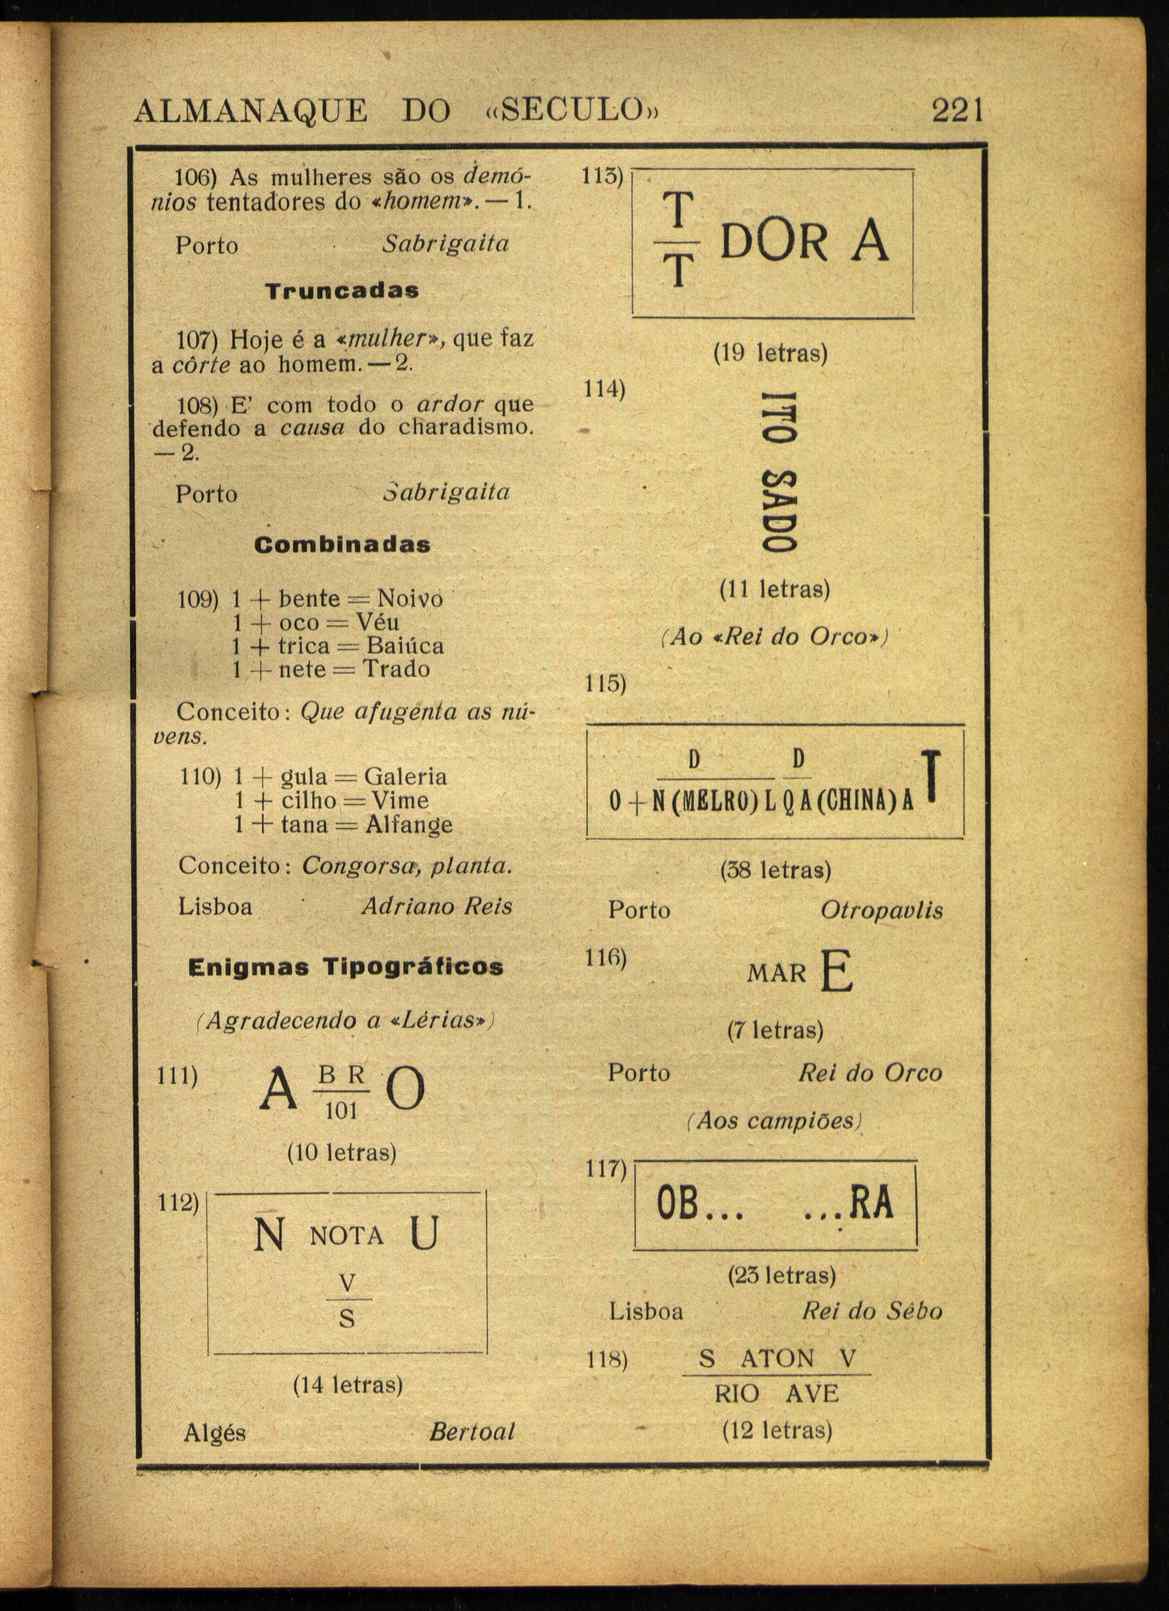 ALMANAQUE DO «SECULO» 221
106) As mulheres são os demó-
nios tentadores do «homem». — 1.
Porto Sabrigaita
Truncadas
107) Hoje é a «mulher», que faz
a côrte ao homem. — 2.
108) E' com todo o ardor que
defendo a causa do charadismo.
— 2.
Porto Sabrigaita
Combinadas
109) 1 + bente = Noivo
1 + oco = Véu
1 + trica = Baiúca
1 + nete = Trado
Conceito: Que afugenta as nú-
vens.
110) 1 + gula = Galeria
1 + cilho = Vime
1 + tana = Alfange
Conceito: Congorsa, planta.
Lisboa Adriano Reis
Enigmas Tipográficos
(Agradecendo a «Lérias»)
111) A B R O
101
(10 letras)
112)
N NOTA U
V
S
(14 letras)
Algés Bertoal
113)
T
T DOR A
(19 letras)
114)
ITO SADO
(11 letras)
(Ao «Rei do Orco»)
115)
D D
O + N (MELRO) L Q A (CHINA) A T
(38 letras)
Porto Otropavlis
116)
MAR E
(7 letras)
Porto Rei do Orco
(Aos campiões)
117)
OB... ...RA
(23 letras)
Lisboa Rei do Sêbo
118) S ATON V
RIO AVE
(12 letras)